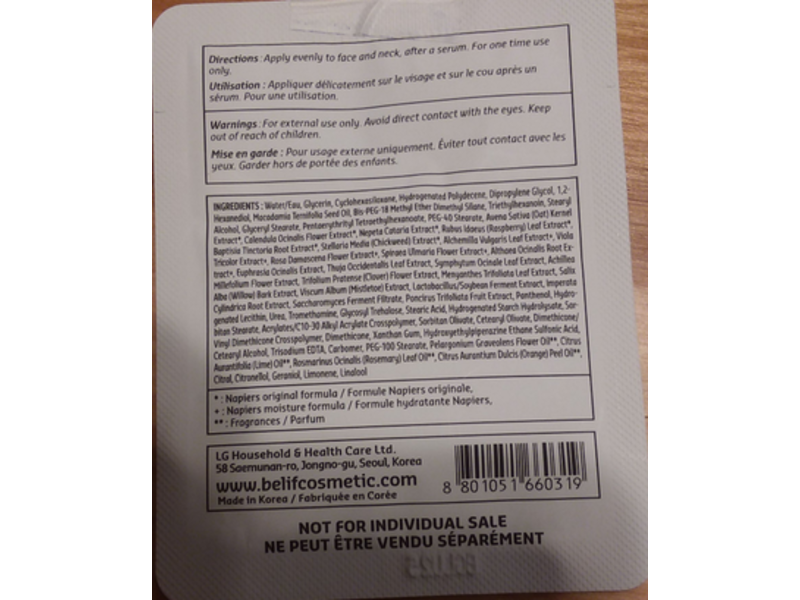 Directions : Apply evenly to face and neck, after a serum. For one time use
only.
Utilisation : Appliquer délicatement sur le visage et sur le cou après un
sérum. Pour une utilisation.
Warnings : For external use only. Avoid direct contact with the eyes. Keep
out of reach of children.
Mise en garde : Pour usage externe uniquement. Éviter tout contact avec les
yeux. Garder hors de portée des enfants.
INGREDIENTS : Water/Eau, Glycerin, Cyclohexasiloxane, Hydrogenated Polydecene, Dipropylene Glycol, 1,2-
Hexanediol, Macadamia Ternifolia Seed Oil, Bis-PEG-18 Methyl Ether Dimethyl Silane, Triethylhexanoin, Stearyl
Alcohol, Glyceryl Stearate, Pentaerythrityl Tetraethylhexanoate, PEG-40 Stearate, Avena Sativa (Oat) Kernel
Extract*, Calendula Ocinalis Flower Extract*, Nepeta Cataria Extract*, Rubus Idaeus (Raspberry) Leaf Extract*,
Baptisia Tinctoria Root Extract*, Stellaria Media (Chickweed) Extract*, Alchemilla Vulgaris Leaf Extract+, Viola
Tricolor Extract+, Rosa Damascena Flower Extract+, Spiraea Ulmaria Flower Extract+, Althaea Ocinalis Root Ex-
tract+, Euphrasia Ocinalis Extract, Thuja Occidentalis Leaf Extract, Symphytum Ocinale Leaf Extract, Achillea
Millefolium Flower Extract, Trifolium Pratense (Clover) Flower Extract, Menyanthes Trifoliata Leaf Extract, Salix
Alba (Willow) Bark Extract, Viscum Album (Mistletoe) Extract, Lactobacillus/Soybean Ferment Extract, Imperata
Cylindrica Root Extract, Saccharomyces Ferment Filtrate, Poncirus Trifoliata Fruit Extract, Panthenol, Hydro-
genated Lecithin, Urea, Tromethamine, Glycosyl Trehalose, Stearic Acid, Hydrogenated Starch Hydrolysate, Sor-
bitan Stearate, Acrylates/C10-30 Alkyl Acrylate Crosspolymer, Sorbitan Olivate, Cetearyl Olivate, Dimethicone/
Vinyl Dimethicone Crosspolymer, Dimethicone, Xanthan Gum, Hydroxyethylpiperazine Ethane Sulfonic Acid,
Cetearyl Alcohol, Trisodium EDTA, Carbomer, PEG-100 Stearate, Pelargonium Graveolens Flower Oil**, Citrus
Aurantifolia (Lime) Oil**, Rosmarinus Ocinalis (Rosemary) Leaf Oil**, Citrus Aurantium Dulcis (Orange) Peel Oil**,
Citral, Citronellol, Geraniol, Limonene, Linalool
* : Napiers original formula / Formule Napiers originale,
+ : Napiers moisture formula / Formule hydratante Napiers,
** : Fragrances / Parfum
LG Household & Health Care Ltd.
58 Saemunan-ro, Jongno-gu, Seoul, Korea
www.belifcosmetic.com
Made in Korea / Fabriquée en Corée
8 801051 660319
NOT FOR INDIVIDUAL SALE
NE PEUT ÊTRE VENDU SÉPARÉMENT